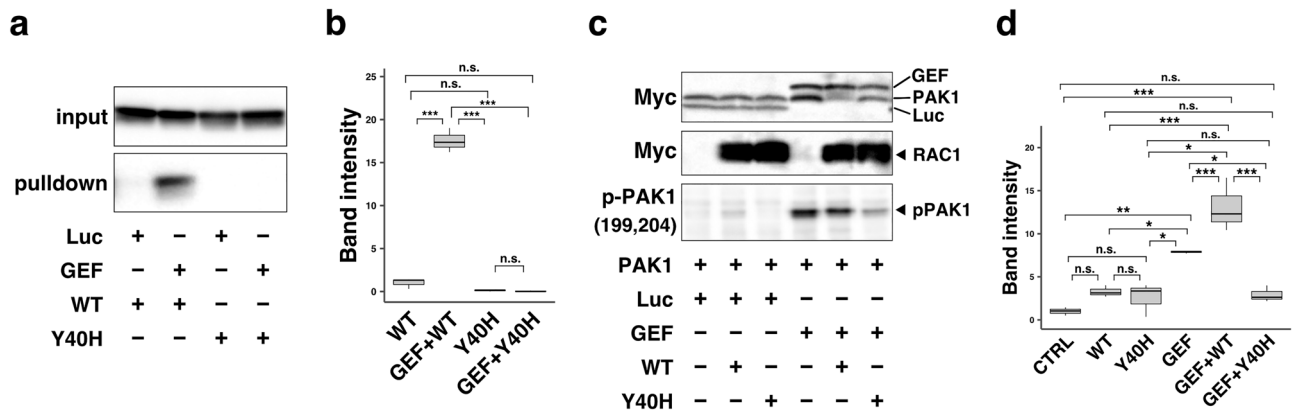 a
input
pulldown
Luc + − + −
GEF − + − +
WT + + − −
Y40H − − + +
b
Band intensity
25
20
15
10
5
0
n.s.
n.s.
***
*** ***
n.s.
WT
GEF+WT
Y40H
GEF+Y40H
c
Myc
GEF
PAK1
Luc
Myc
RAC1
p-PAK1
(199,204)
pPAK1
PAK1 + + + + + +
Luc + + + − − −
GEF − − − + + +
WT − + − − + −
Y40H − − + − − +
d
Band intensity
20
15
10
5
0
n.s.
***
n.s.
***
n.s.
*
*
*** ***
**
*
*
n.s.
n.s. n.s.
CTRL
WT
Y40H
GEF
GEF+WT
GEF+Y40H